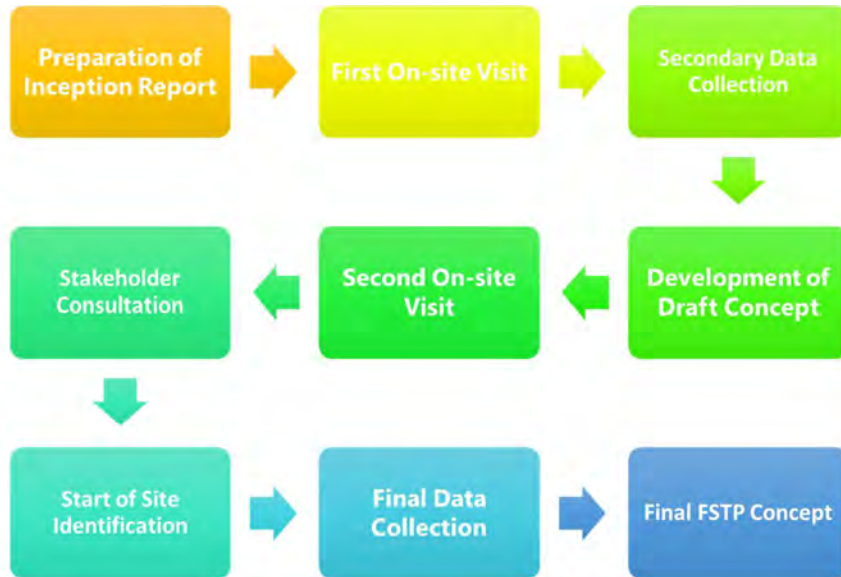 Preparation of
Inception Report
First On-site Visit
Secondary Data
Collection
Stakeholder
Consultation
Second On-site
Visit
Development of
Draft Concept
Start of Site
Identification
Final Data
Collection
Final FSTP Concept